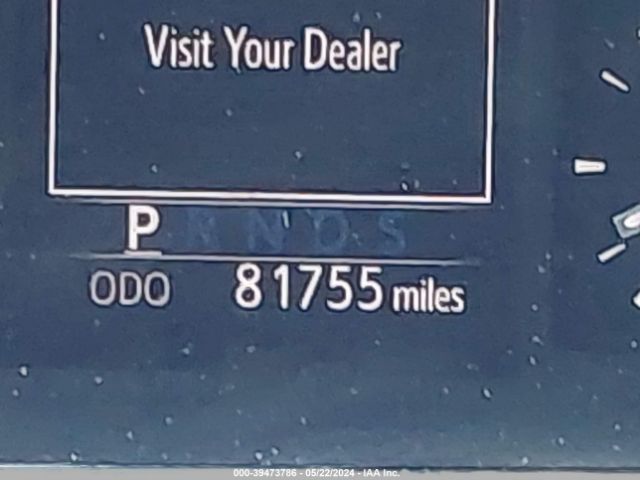 Visit Your Dealer
P R N D S
ODO 81755 miles
000-39473786 - 05/22/2024 - IAA Inc.